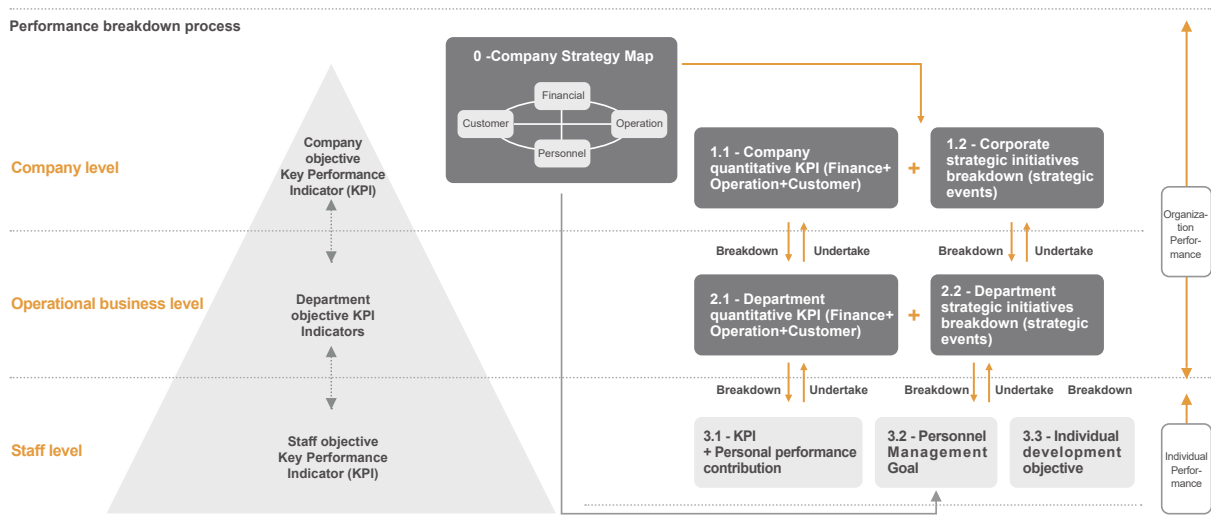 Performance breakdown process
0 -Company Strategy Map
Financial
Customer
Operation
Personnel
Company level
Company
objective
Key Performance
Indicator (KPI)
1.1 - Company
quantitative KPI (Finance+
Operation+Customer)
+
1.2 - Corporate
strategic initiatives
breakdown (strategic
events)
Organiza-
tion
Perfor-
mance
Breakdown
Undertake
Breakdown
Undertake
Operational business level
Department
objective KPI
Indicators
2.1 - Department
quantitative KPI (Finance+
Operation+Customer)
+
2.2 - Department
strategic initiatives
breakdown (strategic
events)
Breakdown
Undertake
Breakdown
Undertake
Breakdown
Staff level
Staff objective
Key Performance
Indicator (KPI)
3.1 - KPI
+ Personal performance
contribution
3.2 - Personnel
Management
Goal
3.3 - Individual
development
objective
Individual
Perfor-
mance